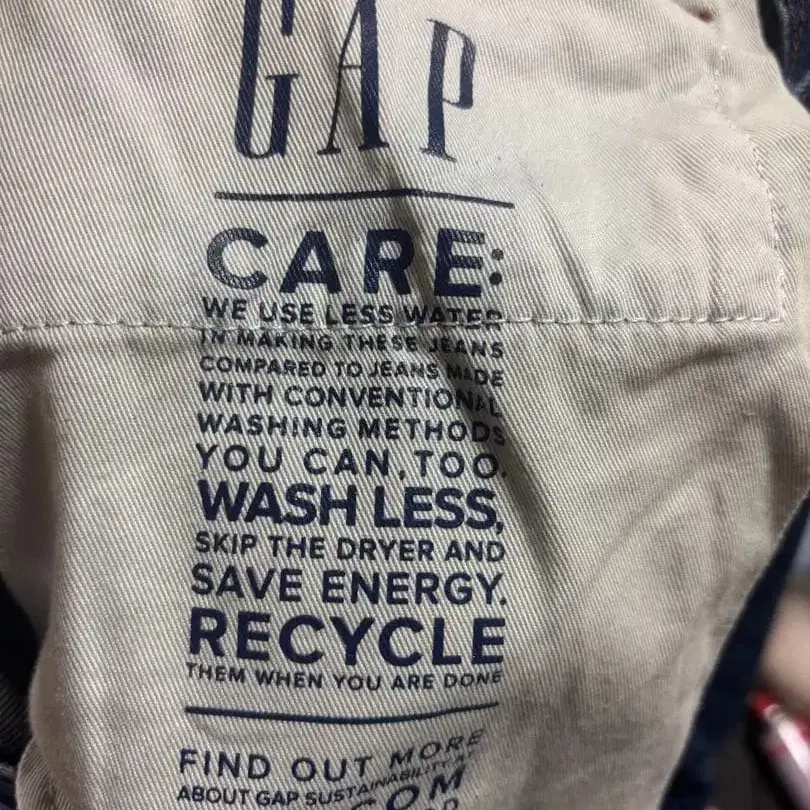 GAP
CARE:
WE USE LESS WATER
IN MAKING THESE JEANS
COMPARED TO JEANS MADE
WITH CONVENTIONAL
WASHING METHODS
YOU CAN, TOO.
WASH LESS,
SKIP THE DRYER AND
SAVE ENERGY.
RECYCLE
THEM WHEN YOU ARE DONE
FIND OUT MORE
ABOUT GAP SUSTAINABILITY AT